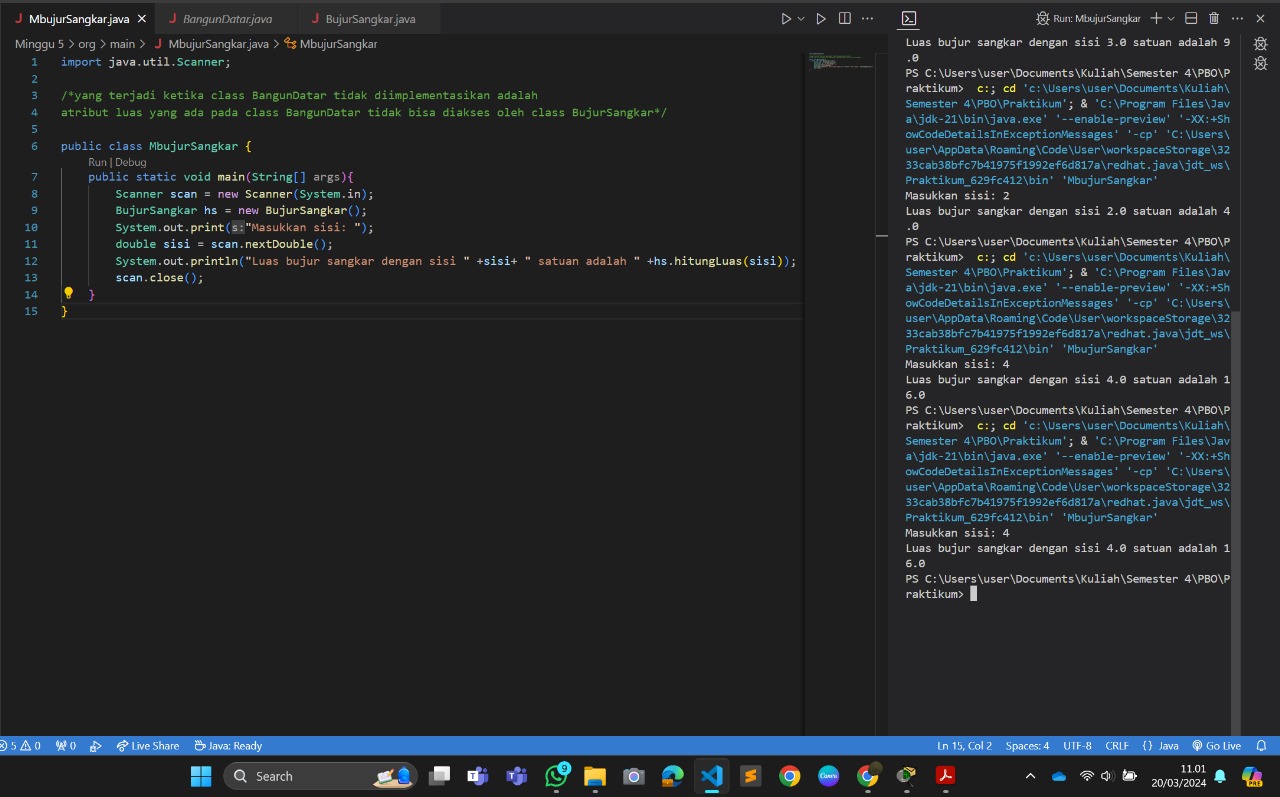 MbujurSangkar.java
BangunDatar.java
BujurSangkar.java
Run: MbujurSangkar
Minggu 5 > org > main > MbujurSangkar.java > MbujurSangkar
1 import java.util.Scanner;
2
3 /*yang terjadi ketika class BangunDatar tidak diimplementasikan adalah
4 atribut luas yang ada pada class BangunDatar tidak bisa diakses oleh class BujurSangkar*/
5
6 public class MbujurSangkar {
Run | Debug
7 public static void main(String[] args){
8 Scanner scan = new Scanner(System.in);
9 BujurSangkar hs = new BujurSangkar();
10 System.out.print(s:"Masukkan sisi: ");
11 double sisi = scan.nextDouble();
12 System.out.println("Luas bujur sangkar dengan sisi " +sisi+ " satuan adalah " +hs.hitungLuas(sisi));
13 scan.close();
14 }
15 }
Luas bujur sangkar dengan sisi 3.0 satuan adalah 9
.0
PS C:\Users\user\Documents\Kuliah\Semester 4\PBO\P
raktikum> c:; cd 'c:\Users\user\Documents\Kuliah\
Semester 4\PBO\Praktikum'; & 'C:\Program Files\Jav
a\jdk-21\bin\java.exe' '--enable-preview' '-XX:+Sh
owCodeDetailsInExceptionMessages' '-cp' 'C:\Users\
user\AppData\Roaming\Code\User\workspaceStorage\32
33cab38bfc7b41975f1992ef6d817a\redhat.java\jdt_ws\
Praktikum_629fc412\bin' 'MbujurSangkar'
Masukkan sisi: 2
Luas bujur sangkar dengan sisi 2.0 satuan adalah 4
.0
PS C:\Users\user\Documents\Kuliah\Semester 4\PBO\P
raktikum> c:; cd 'c:\Users\user\Documents\Kuliah\
Semester 4\PBO\Praktikum'; & 'C:\Program Files\Jav
a\jdk-21\bin\java.exe' '--enable-preview' '-XX:+Sh
owCodeDetailsInExceptionMessages' '-cp' 'C:\Users\
user\AppData\Roaming\Code\User\workspaceStorage\32
33cab38bfc7b41975f1992ef6d817a\redhat.java\jdt_ws\
Praktikum_629fc412\bin' 'MbujurSangkar'
Masukkan sisi: 4
Luas bujur sangkar dengan sisi 4.0 satuan adalah 1
6.0
PS C:\Users\user\Documents\Kuliah\Semester 4\PBO\P
raktikum> c:; cd 'c:\Users\user\Documents\Kuliah\
Semester 4\PBO\Praktikum'; & 'C:\Program Files\Jav
a\jdk-21\bin\java.exe' '--enable-preview' '-XX:+Sh
owCodeDetailsInExceptionMessages' '-cp' 'C:\Users\
user\AppData\Roaming\Code\User\workspaceStorage\32
33cab38bfc7b41975f1992ef6d817a\redhat.java\jdt_ws\
Praktikum_629fc412\bin' 'MbujurSangkar'
Masukkan sisi: 4
Luas bujur sangkar dengan sisi 4.0 satuan adalah 1
6.0
PS C:\Users\user\Documents\Kuliah\Semester 4\PBO\P
raktikum>
5 0 0 Live Share Java: Ready
Ln 15, Col 2 Spaces: 4 UTF-8 CRLF {} Java Go Live
Search
9
Canva
PRE
11.01
20/03/2024